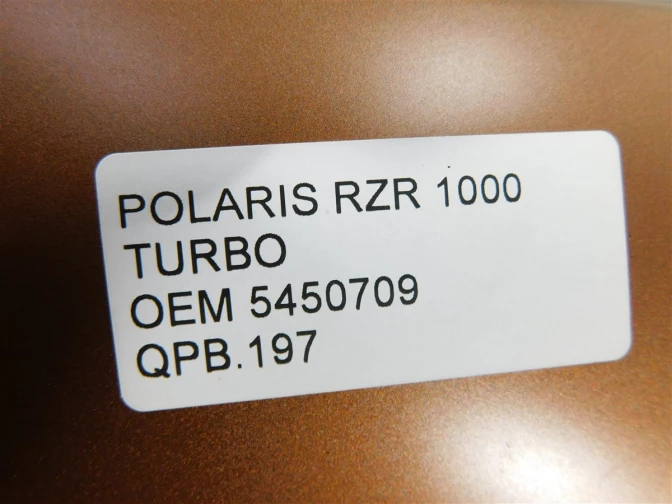 POLARIS RZR 1000
TURBO
OEM 5450709
QPB.197